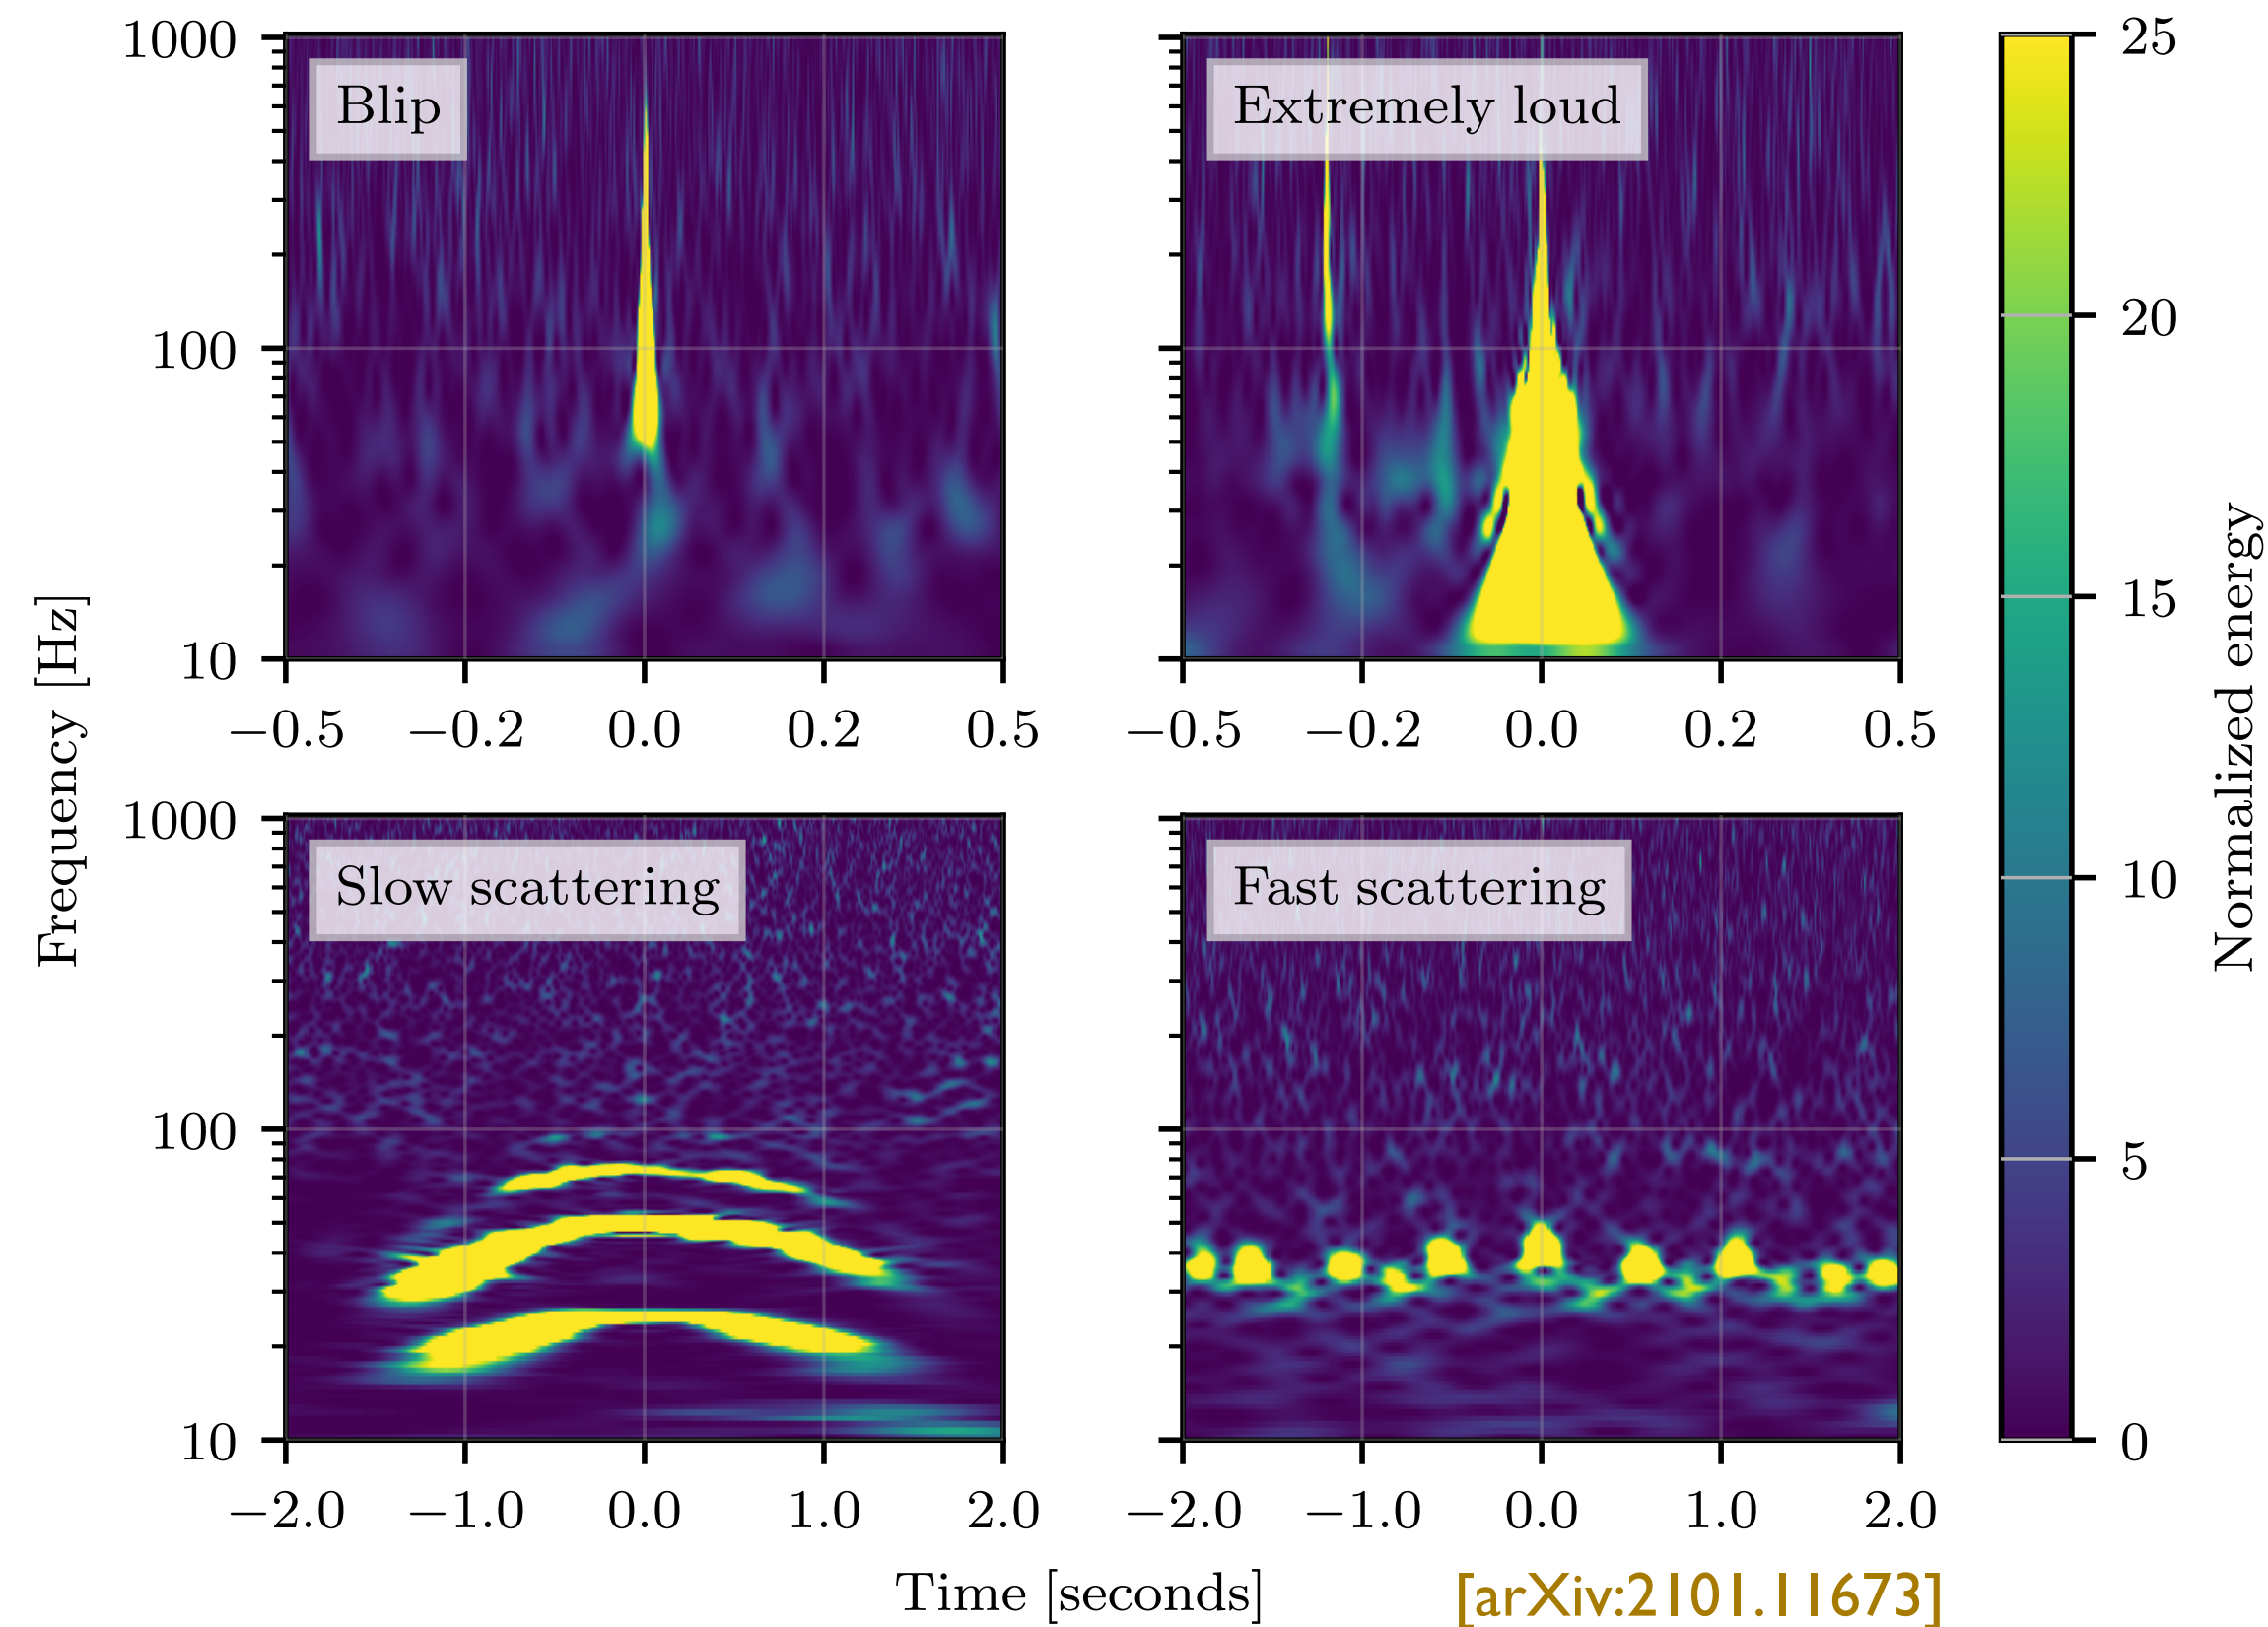 Blip
Extremely loud
Slow scattering
Fast scattering
Frequency [Hz]
1000
100
10
−0.5 −0.2 0.0 0.2 0.5
−0.5 −0.2 0.0 0.2 0.5
1000
100
10
−2.0 −1.0 0.0 1.0 2.0
−2.0 −1.0 0.0 1.0 2.0
Time [seconds]
[arXiv:2101.11673]
25
20
15
10
5
0
Normalized energy